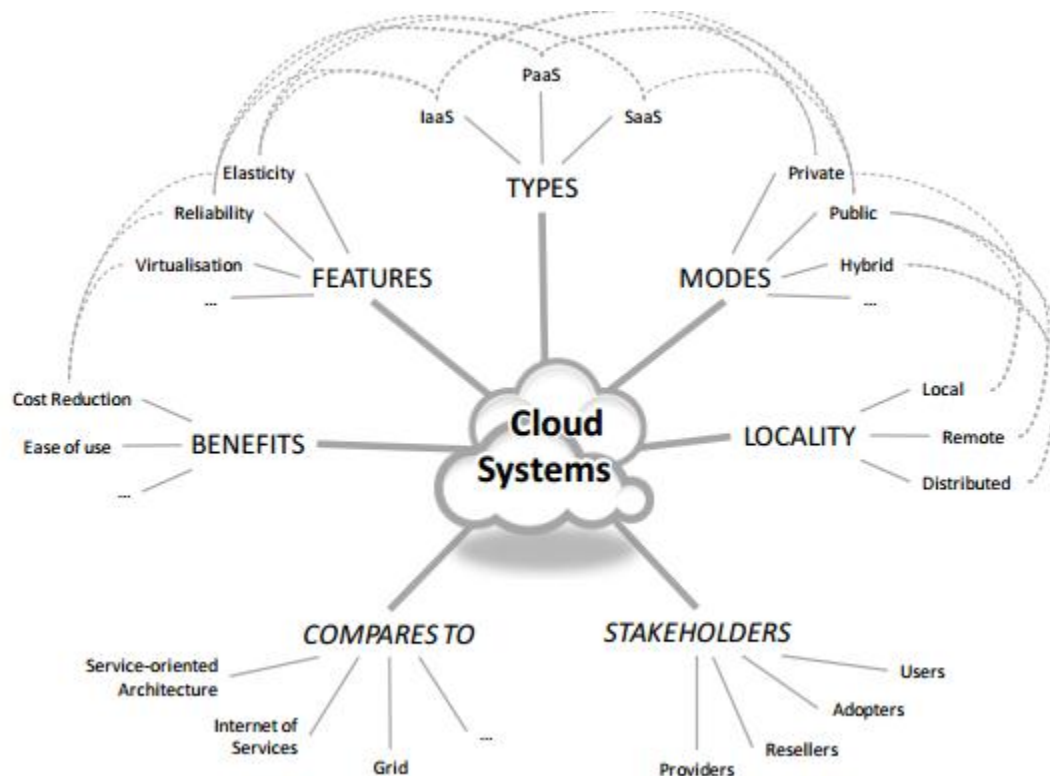 PaaS
IaaS
SaaS
Elasticity
Private
TYPES
Reliability
Public
Virtualisation
Hybrid
FEATURES
MODES
...
...
Cost Reduction
Local
Cloud
Systems
Ease of use
BENEFITS
LOCALITY
Remote
...
Distributed
COMPARES TO
STAKEHOLDERS
Service-oriented
Architecture
Users
Internet of
Services
...
Adopters
Grid
Resellers
Providers